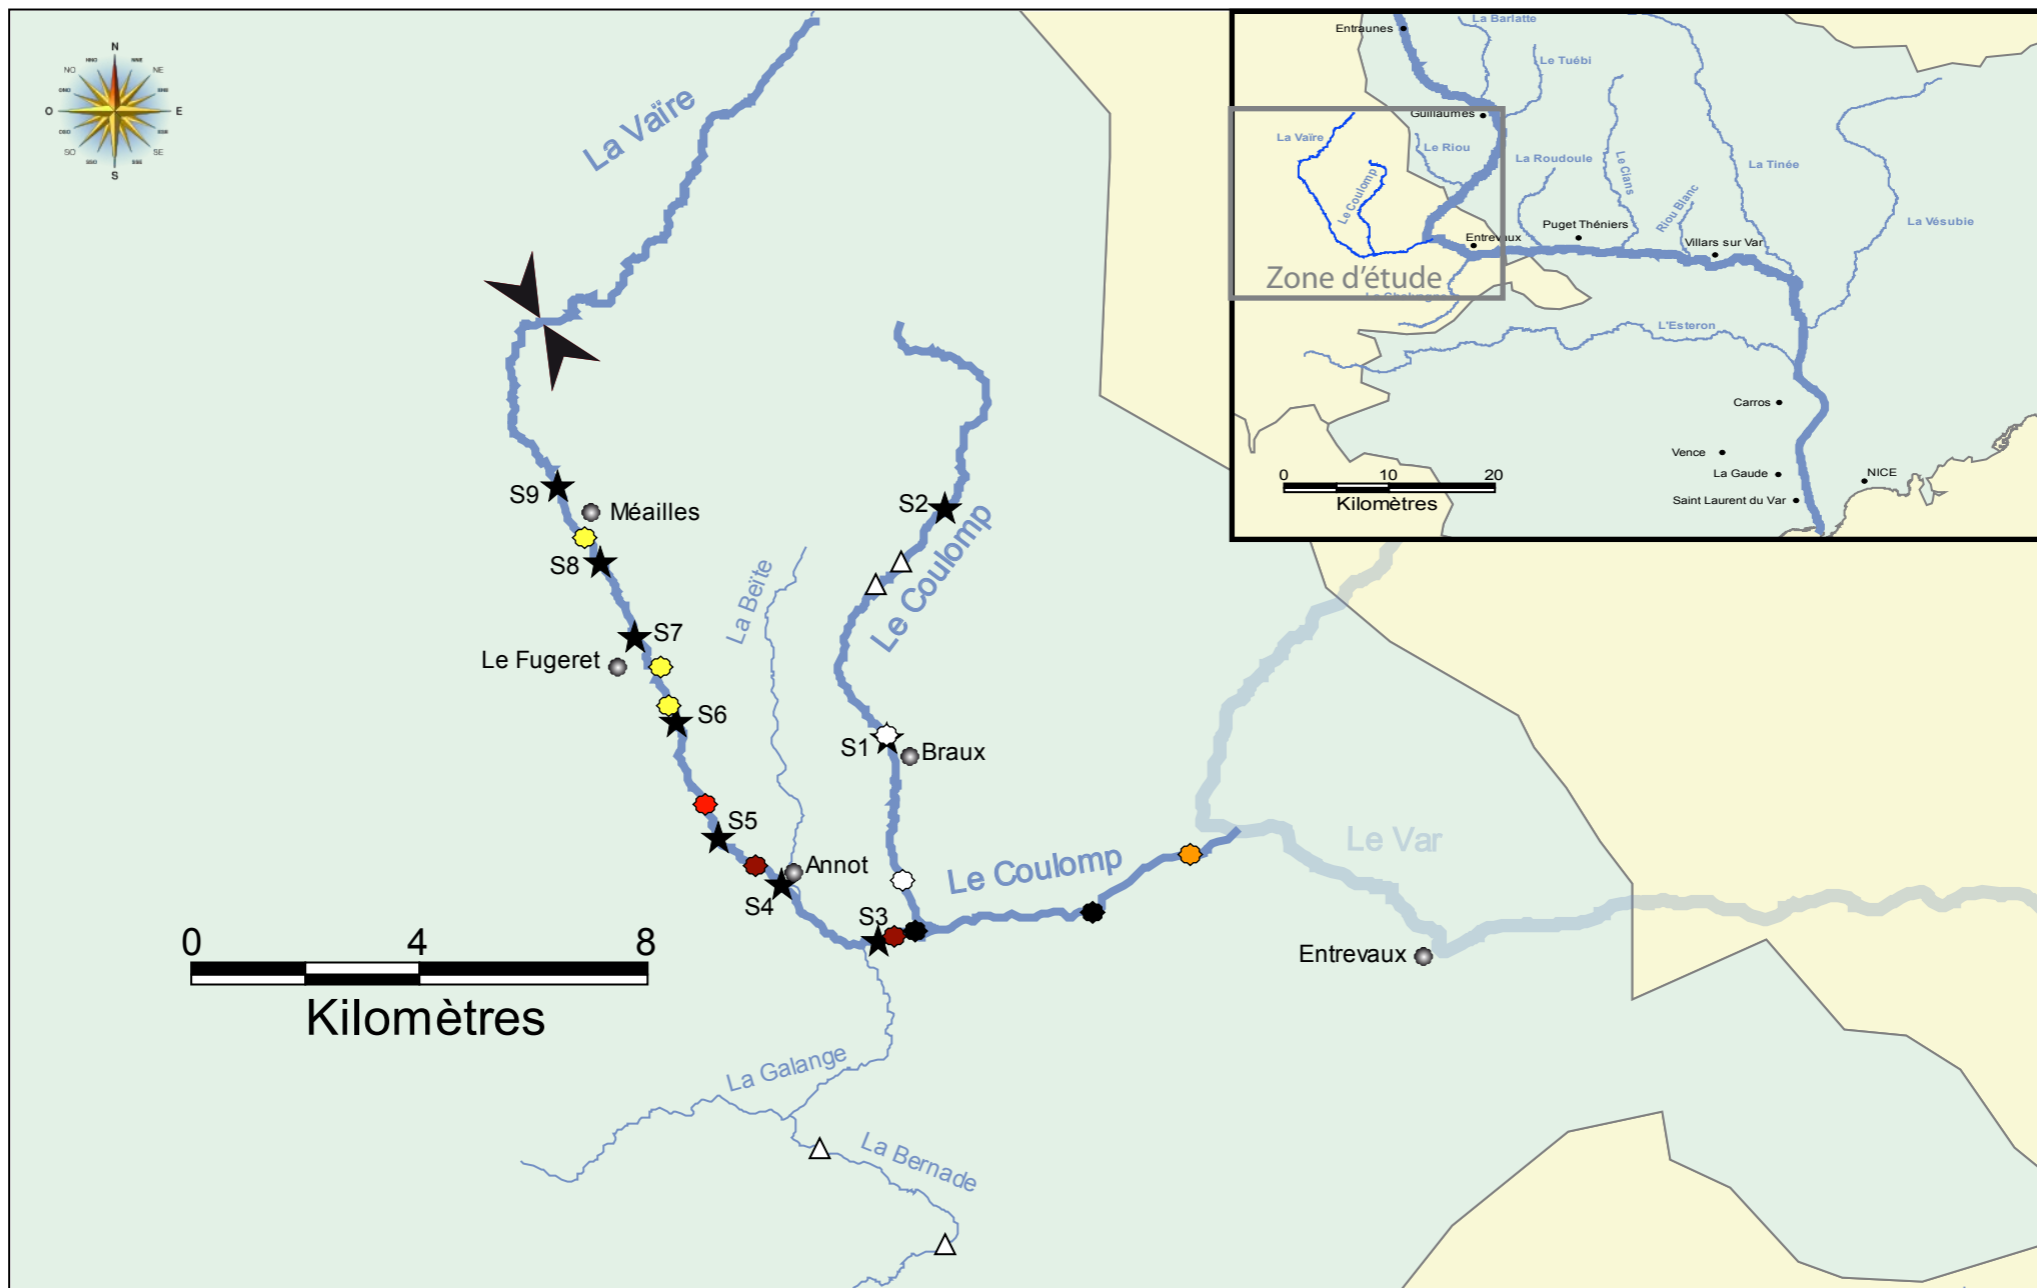 N
NNO
NNE
NO
NE
O
E
SO
SE
SSO
SSE
S
La Vaïre
S9
Méailles
S8
S7
Le Fugeret
S6
S5
Annot
S4
S3
La Beïte
S2
Le Coulomp
S1
Braux
Le Coulomp
Le Var
Entrevaux
La Galange
La Bernade
0 4 8
Kilomètres
La Barlatte
Entraunes
Le Tuébi
Guillaumes
La Vaïre
Le Riou
La Roudoule
Le Cians
La Tinée
Le Coulomp
Riou Blanc
La Vésubie
Puget Théniers
Entrevaux
Villars sur Var
Zone d'étude
L'Esteron
Carros
Vence
La Gaude
NICE
Saint Laurent du Var
0 10 20
Kilomètres